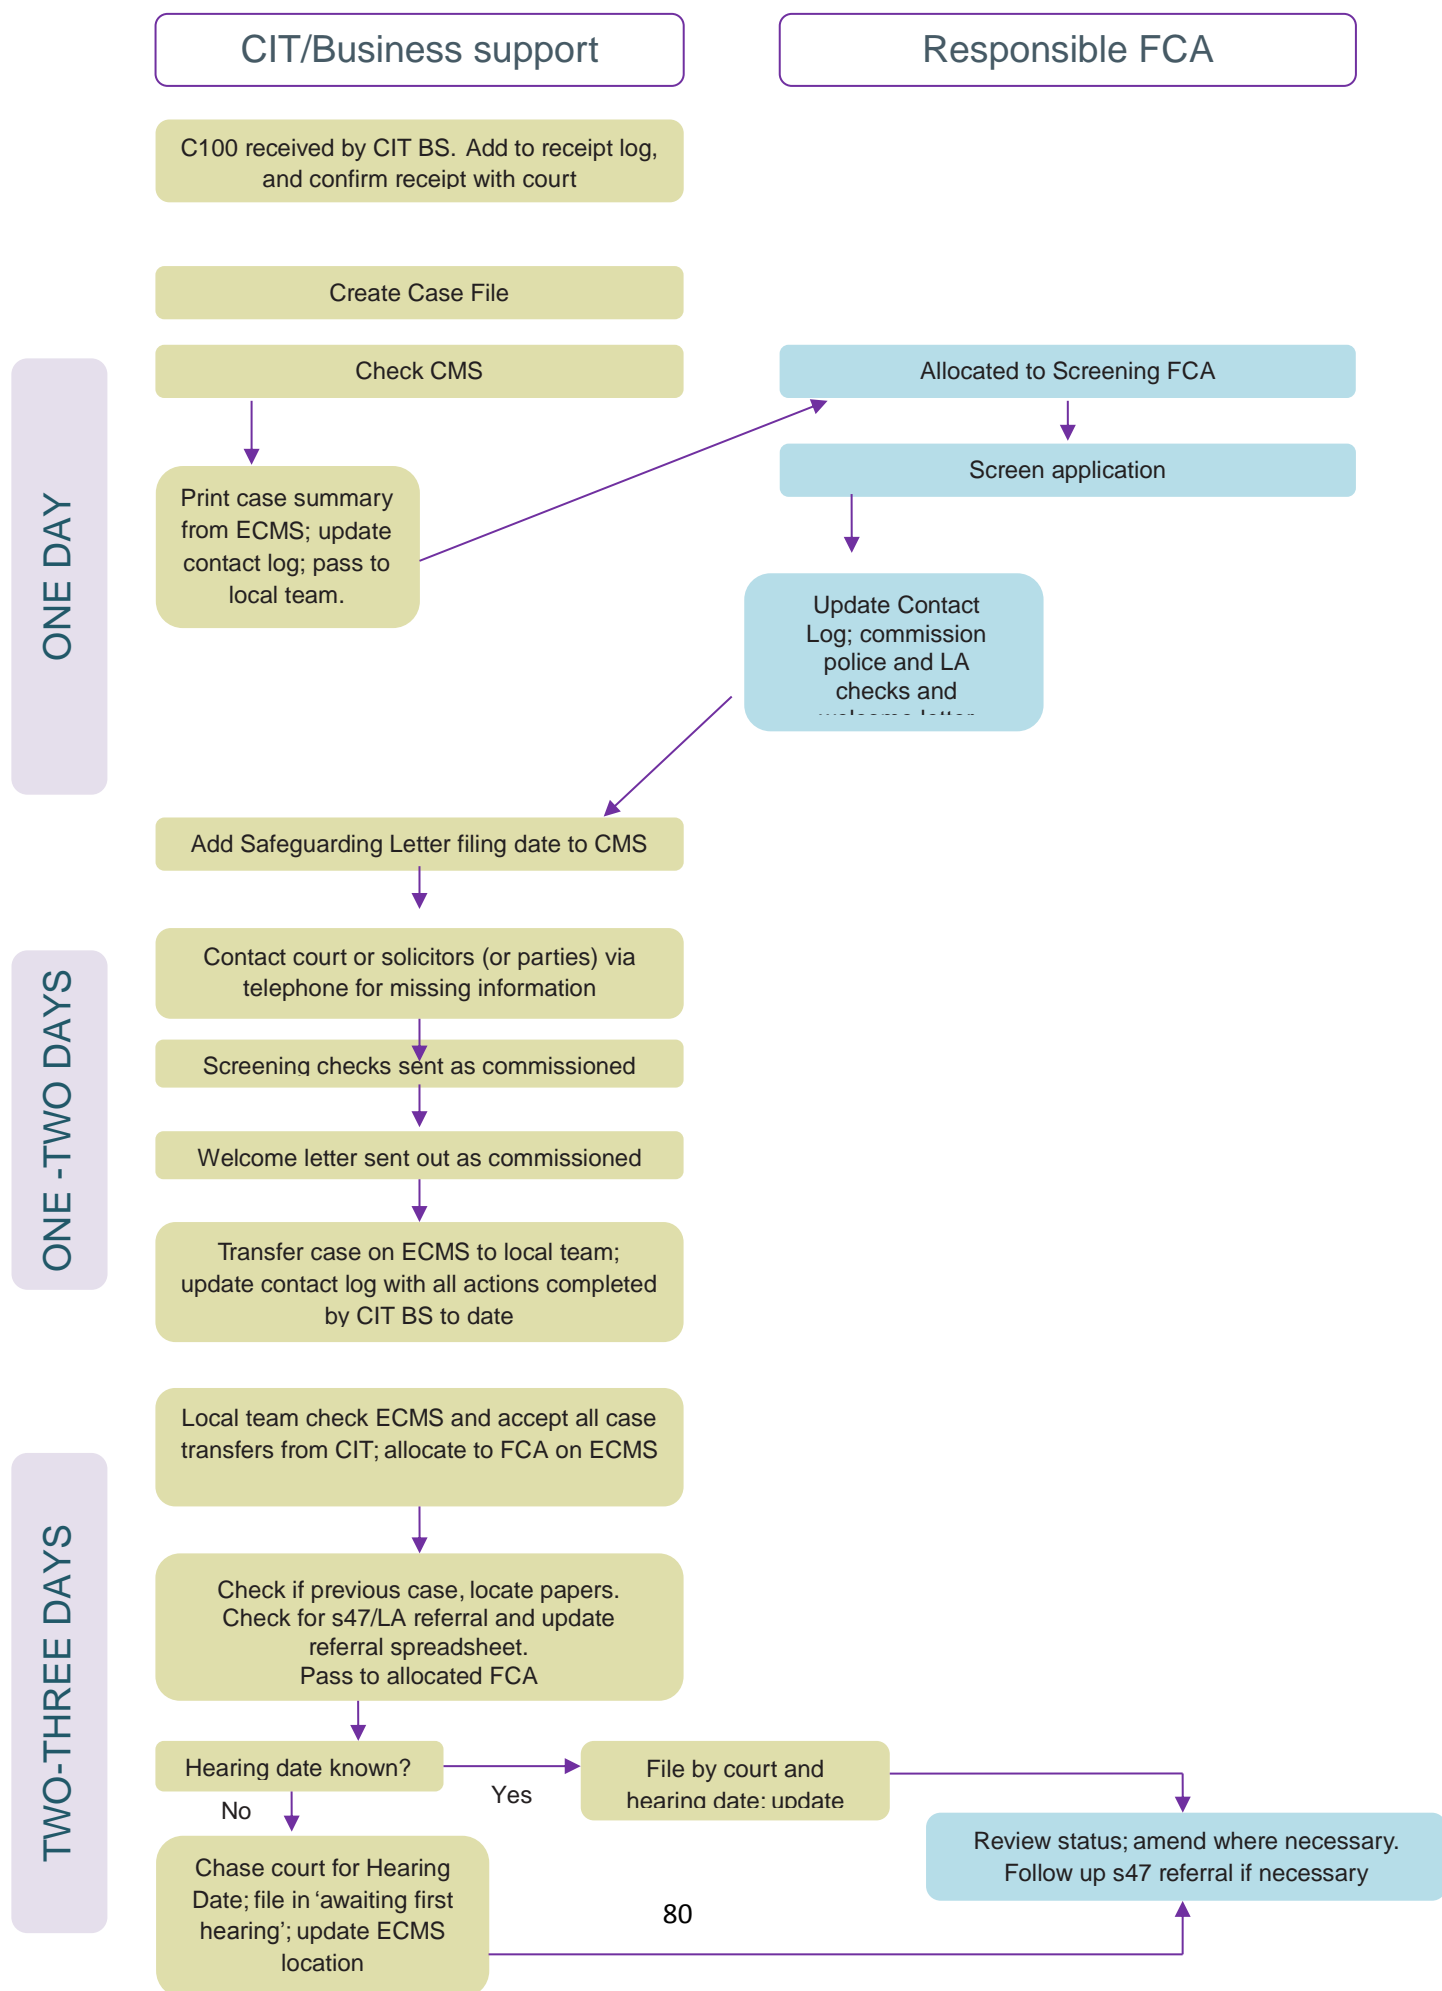 CIT/Business support
Responsible FCA
C100 received by CIT BS. Add to receipt log,
and confirm receipt with court
Create Case File
ONE DAY
Check CMS
Allocated to Screening FCA
Screen application
Print case summary
from ECMS; update
contact log; pass to
local team.
Update Contact
Log; commission
police and LA
checks and
welcome letter
Add Safeguarding Letter filing date to CMS
ONE -TWO DAYS
Contact court or solicitors (or parties) via
telephone for missing information
Screening checks sent as commissioned
Welcome letter sent out as commissioned
Transfer case on ECMS to local team;
update contact log with all actions completed
by CIT BS to date
TWO-THREE DAYS
Local team check ECMS and accept all case
transfers from CIT; allocate to FCA on ECMS
Check if previous case, locate papers.
Check for s47/LA referral and update
referral spreadsheet.
Pass to allocated FCA
Hearing date known?
Yes
No
File by court and
hearing date; update
Review status; amend where necessary.
Follow up s47 referral if necessary
Chase court for Hearing
Date; file in ‘awaiting first
hearing’; update ECMS
location
80